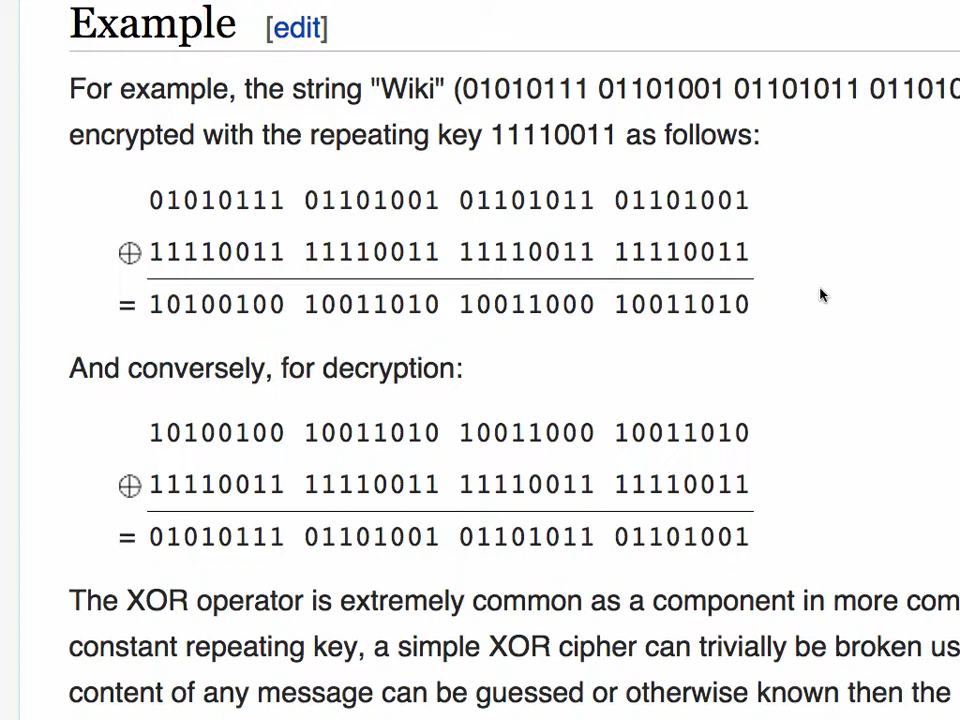 Example [edit]
For example, the string "Wiki" (01010111 01101001 01101011 011010
encrypted with the repeating key 11110011 as follows:
01010111 01101001 01101011 01101001
⊕ 11110011 11110011 11110011 11110011
= 10100100 10011010 10011000 10011010
And conversely, for decryption:
10100100 10011010 10011000 10011010
⊕ 11110011 11110011 11110011 11110011
= 01010111 01101001 01101011 01101001
The XOR operator is extremely common as a component in more com
constant repeating key, a simple XOR cipher can trivially be broken us
content of any message can be guessed or otherwise known then the